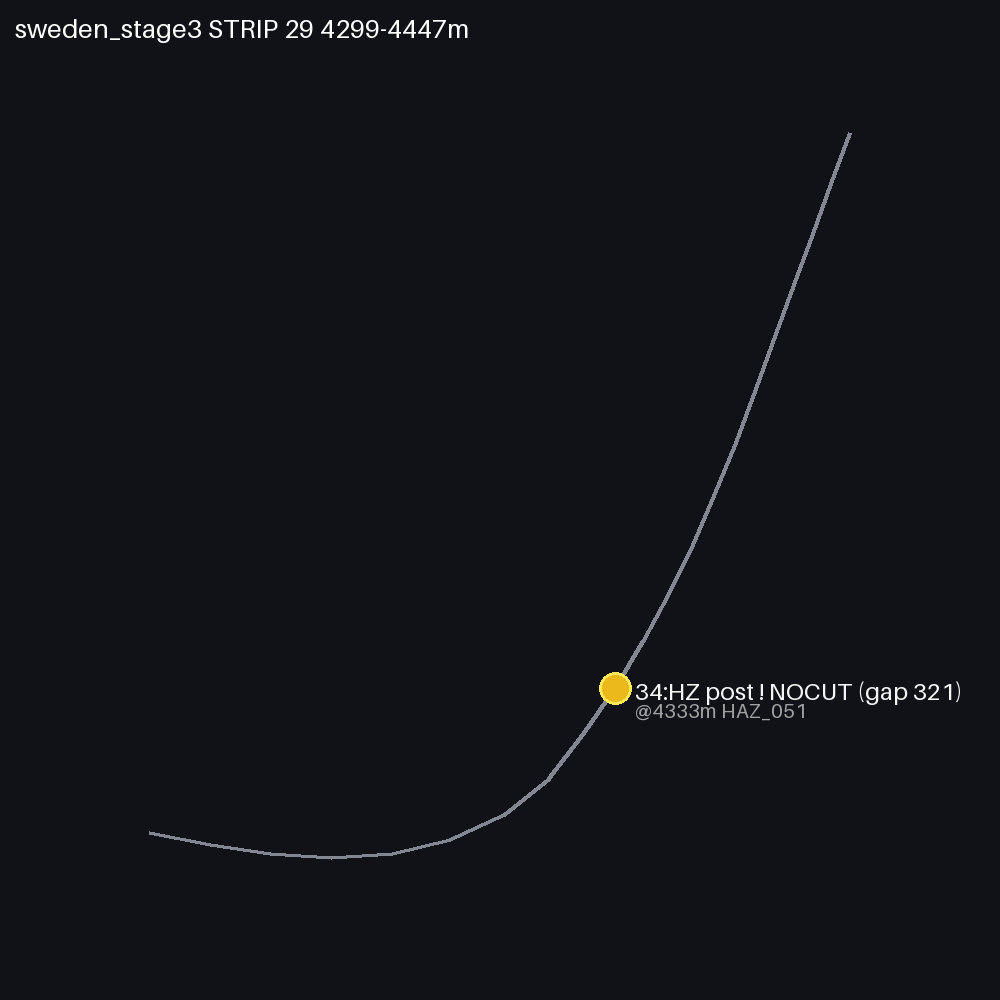 sweden_stage3 STRIP 29 4299-4447m
34:HZ post ! NOCUT (gap 321)
@4333m HAZ_051